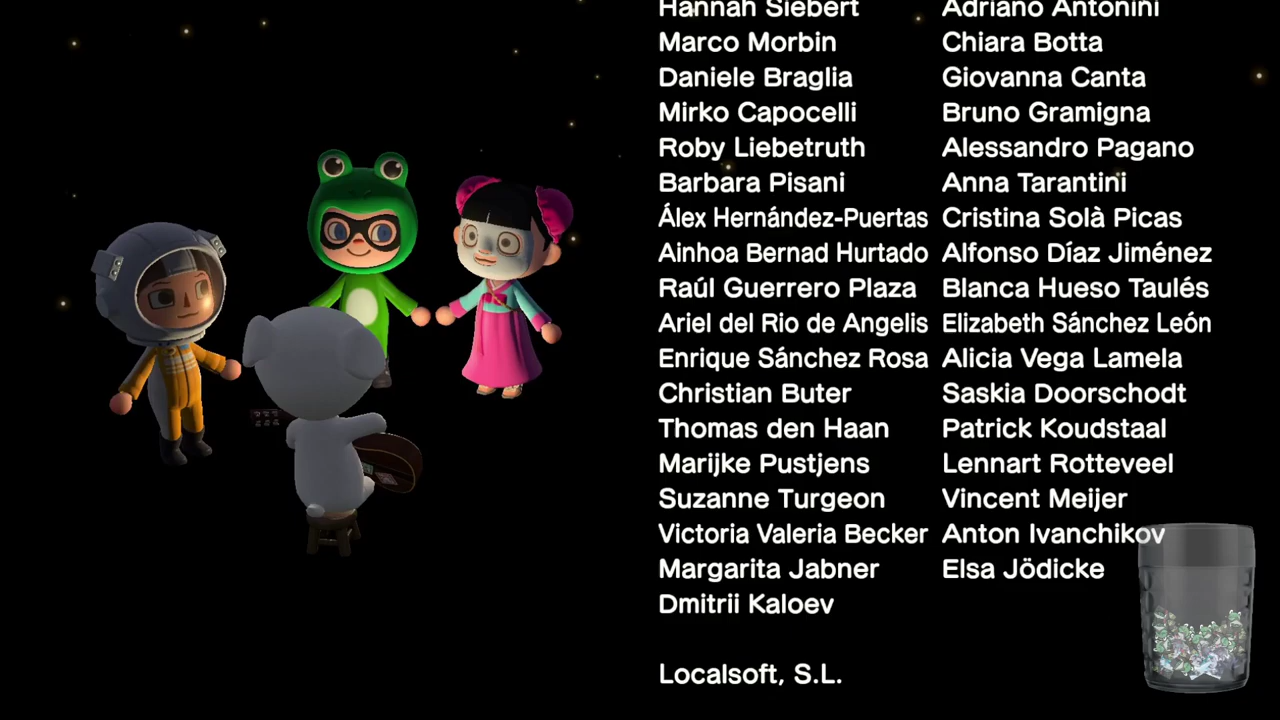 Hannah Siebert Adriano Antonini
Marco Morbin Chiara Botta
Daniele Braglia Giovanna Canta
Mirko Capocelli Bruno Gramigna
Roby Liebetruth Alessandro Pagano
Barbara Pisani Anna Tarantini
Álex Hernández-Puertas Cristina Solà Picas
Ainhoa Bernad Hurtado Alfonso Díaz Jiménez
Raúl Guerrero Plaza Blanca Hueso Taulés
Ariel del Rio de Angelis Elizabeth Sánchez León
Enrique Sánchez Rosa Alicia Vega Lamela
Christian Buter Saskia Doorschodt
Thomas den Haan Patrick Koudstaal
Marijke Pustjens Lennart Rotteveel
Suzanne Turgeon Vincent Meijer
Victoria Valeria Becker Anton Ivanchikov
Margarita Jabner Elsa Jödicke
Dmitrii Kaloev
Localsoft, S.L.